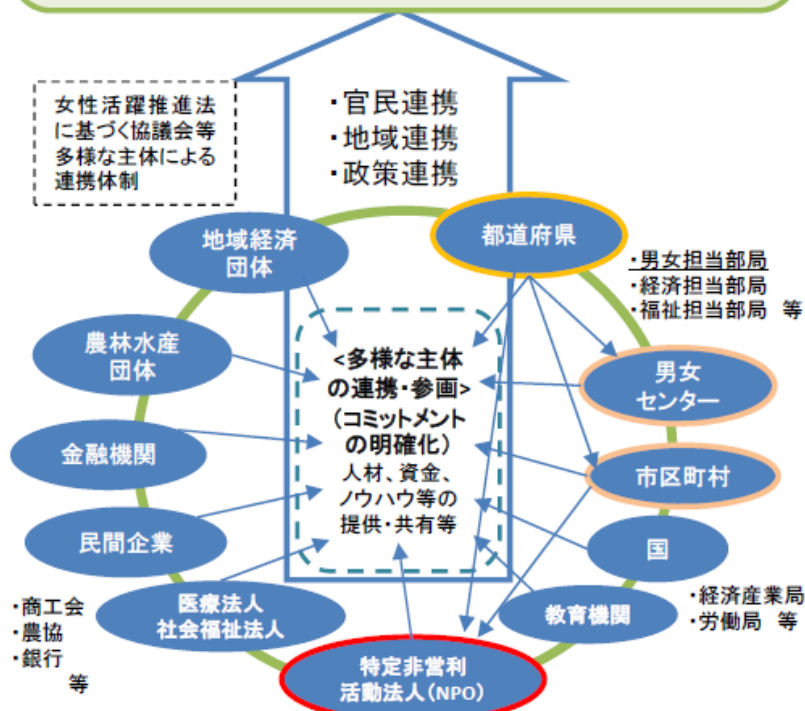 女性活躍推進法
に基づく協議会等
多様な主体による
連携体制
・官民連携
・地域連携
・政策連携
地域経済
団体
都道府県
・男女担当部局
・経済担当部局
・福祉担当部局 等
農林水産
団体
<多様な主体
の連携・参画>
(コミットメント
の明確化)
人材、資金、
ノウハウ等の
提供・共有等
男女
センター
金融機関
市区町村
民間企業
国
・商工会
・農協
・銀行
等
医療法人
社会福祉法人
教育機関
・経済産業局
・労働局 等
特定非営利
活動法人(NPO)